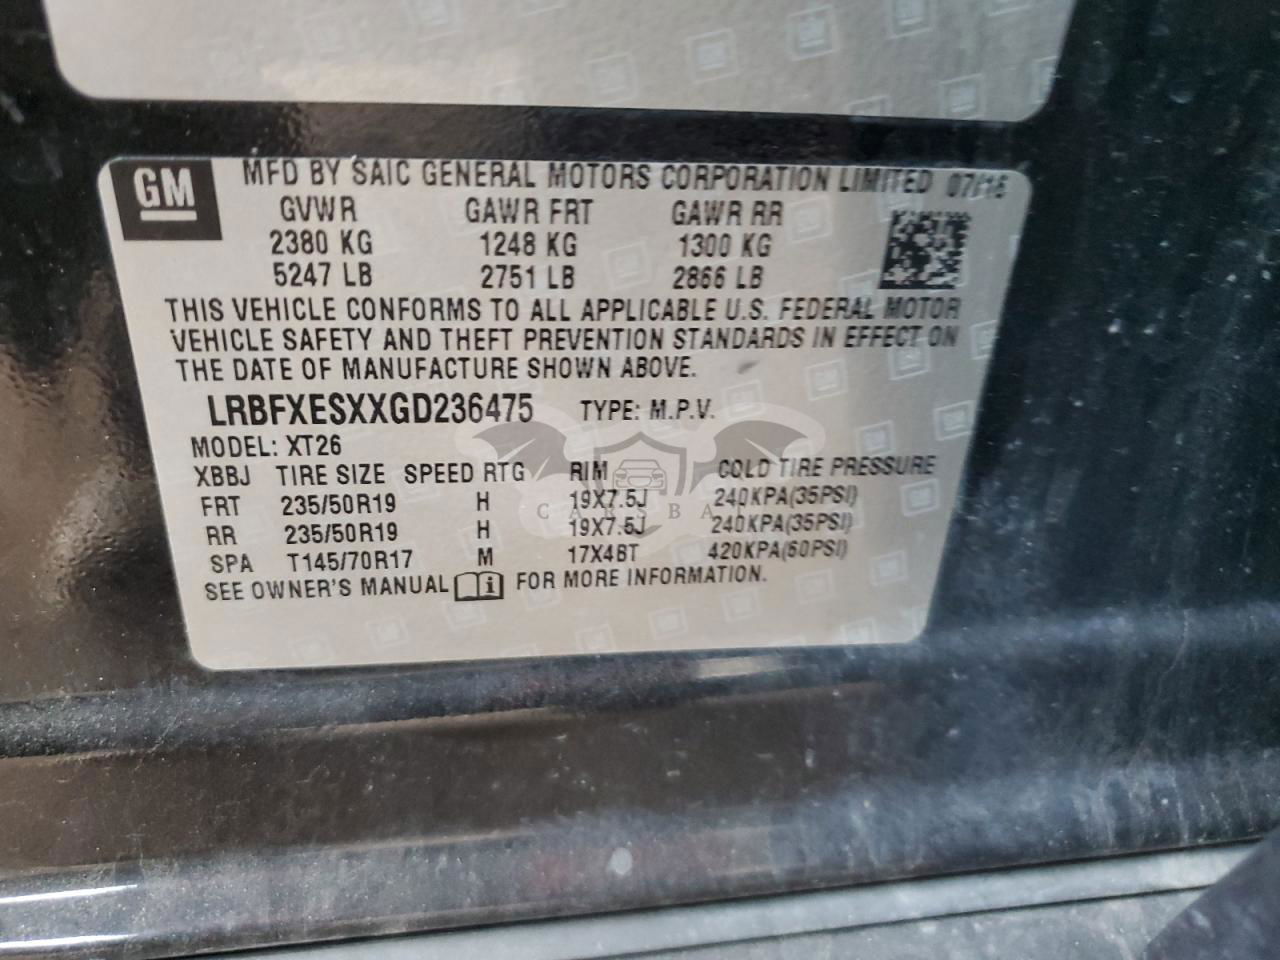 GM
MFD BY SAIC GENERAL MOTORS CORPORATION LIMITED 07/16
GVWR GAWR FRT GAWR RR
2380 KG 1248 KG 1300 KG
5247 LB 2751 LB 2866 LB
THIS VEHICLE CONFORMS TO ALL APPLICABLE U.S. FEDERAL MOTOR
VEHICLE SAFETY AND THEFT PREVENTION STANDARDS IN EFFECT ON
THE DATE OF MANUFACTURE SHOWN ABOVE.
LRBFXESXXGD236475 TYPE: M.P.V.
MODEL: XT26
XBBJ TIRE SIZE SPEED RTG RIM COLD TIRE PRESSURE
FRT 235/50R19 H 19X7.5J 240KPA(35PSI)
RR 235/50R19 H 19X7.5J 240KPA(35PSI)
SPA T145/70R17 M 17X4BT 420KPA(60PSI)
SEE OWNER'S MANUAL FOR MORE INFORMATION.